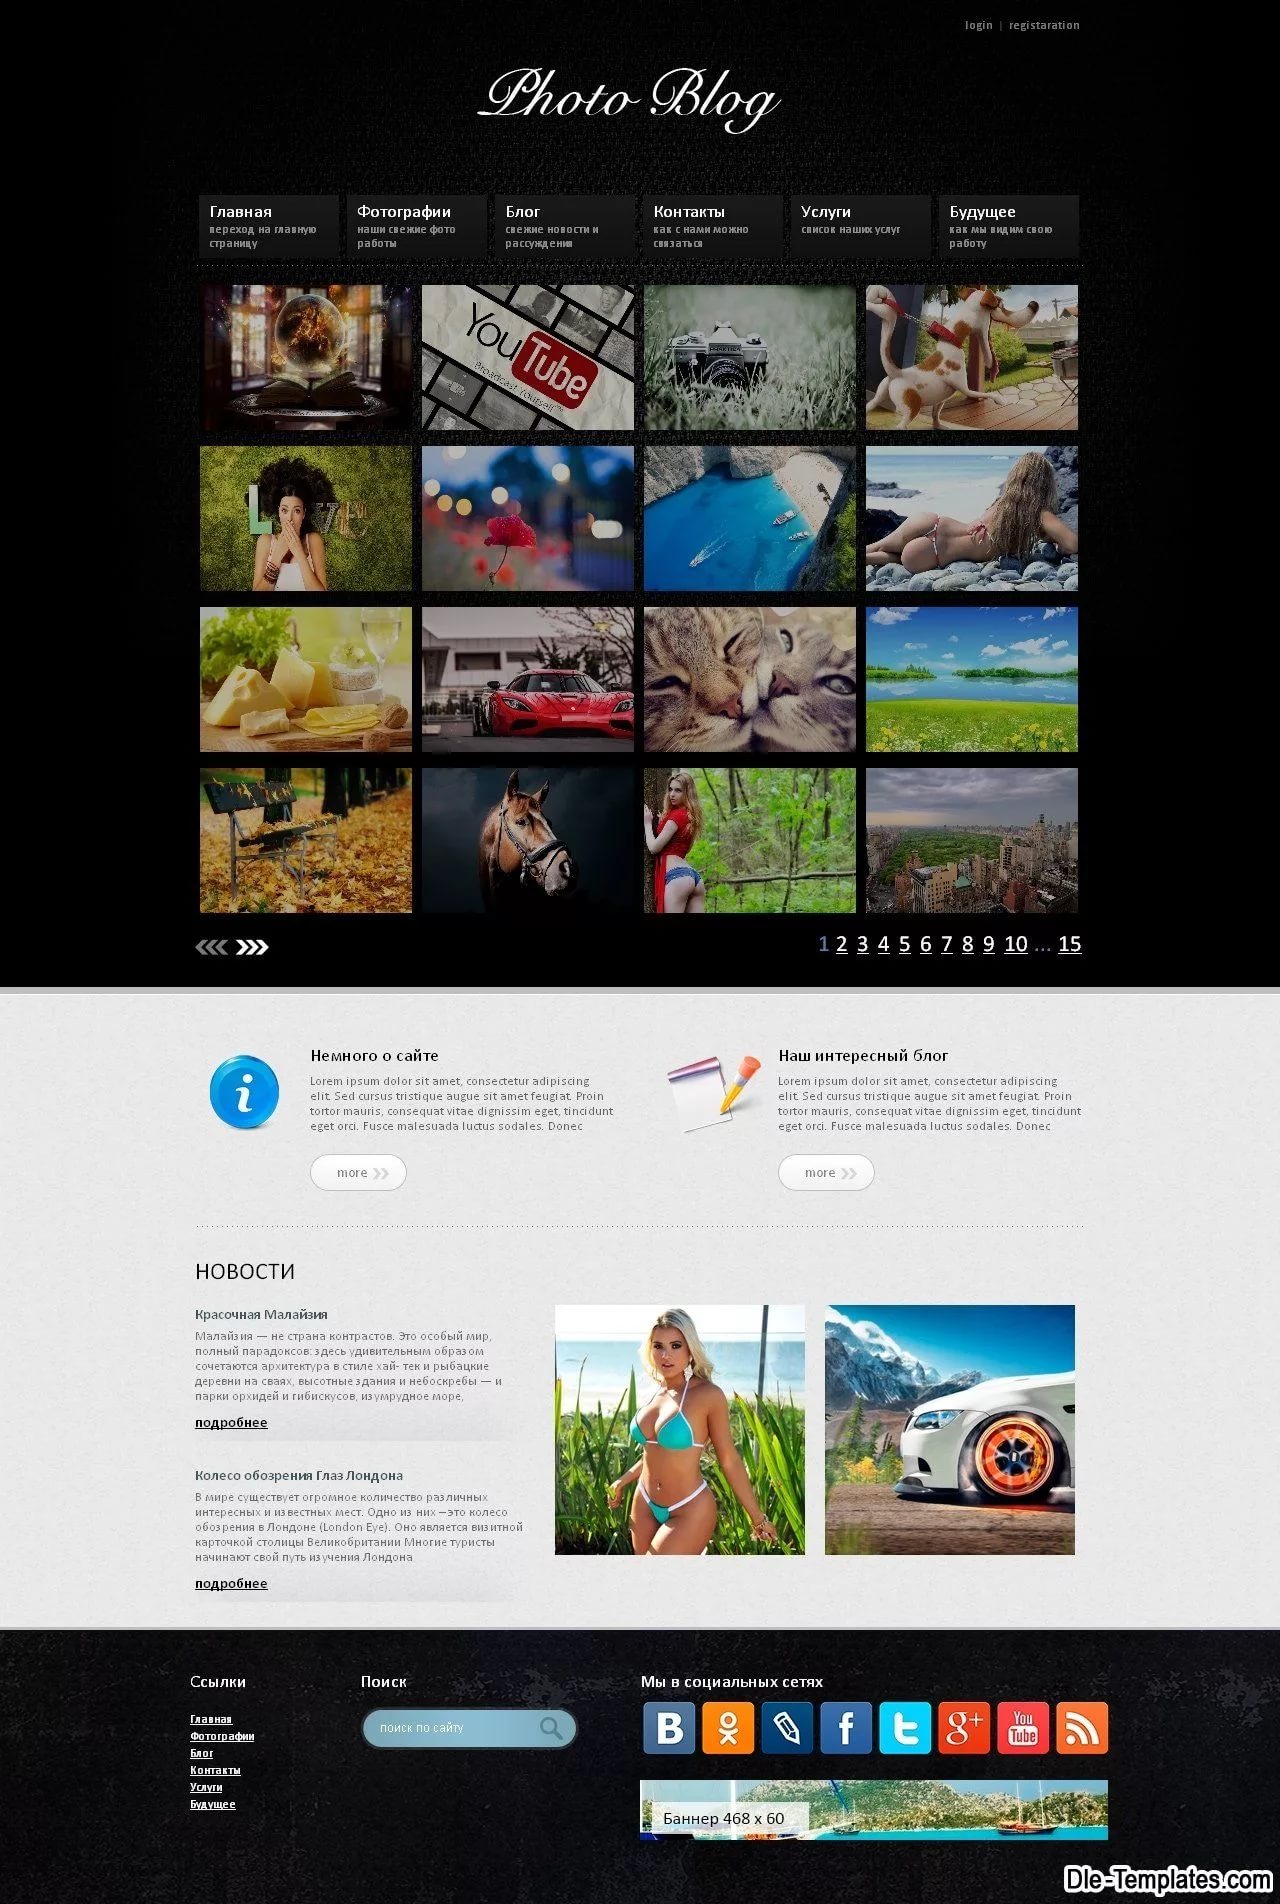 login | registaration
Photo Blog
Главная
переход на главную
страницу
Фотографии
наши свежие фото
работы
Блог
свежие новости и
рассуждения
Контакты
как с нами можно
связаться
Услуги
список наших услуг
Будущее
как мы видим свою
работу
YouTube
Broadcast Yourself™
PRAKTICA
LOVE
1 2 3 4 5 6 7 8 9 10 ... 15
Немного о сайте
Lorem ipsum dolor sit amet, consectetur adipiscing
elit. Sed cursus tristique augue sit amet feugiat. Proin
tortor mauris, consequat vitae dignissim eget, tincidunt
eget orci. Fusce malesuada luctus sodales. Donec
more
Наш интересный блог
Lorem ipsum dolor sit amet, consectetur adipiscing
elit. Sed cursus tristique augue sit amet feugiat. Proin
tortor mauris, consequat vitae dignissim eget, tincidunt
eget orci. Fusce malesuada luctus sodales. Donec
more
НОВОСТИ
Красочная Малайзия
Малайзия — не страна контрастов. Это особый мир,
полный парадоксов: здесь удивительным образом
сочетаются архитектура в стиле хай- тек и рыбацкие
деревни на сваях, высотные здания и небоскребы — и
парки орхидей и гибискусов, изумрудное море,
подробнее
Колесо обозрения Глаз Лондона
В мире существует огромное количество различных
интересных и известных мест. Одно из них –это колесо
обозрения в Лондоне (London Eye). Оно является визитной
карточкой столицы Великобритании Многие туристы
начинают свой путь изучения Лондона
подробнее
Ссылки
Главная
Фотографии
Блог
Контакты
Услуги
Будущее
Поиск
поиск по сайту
Мы в социальных сетях
B f t g+ You Tube
Баннер 468 x 60
Dle-Templates.com